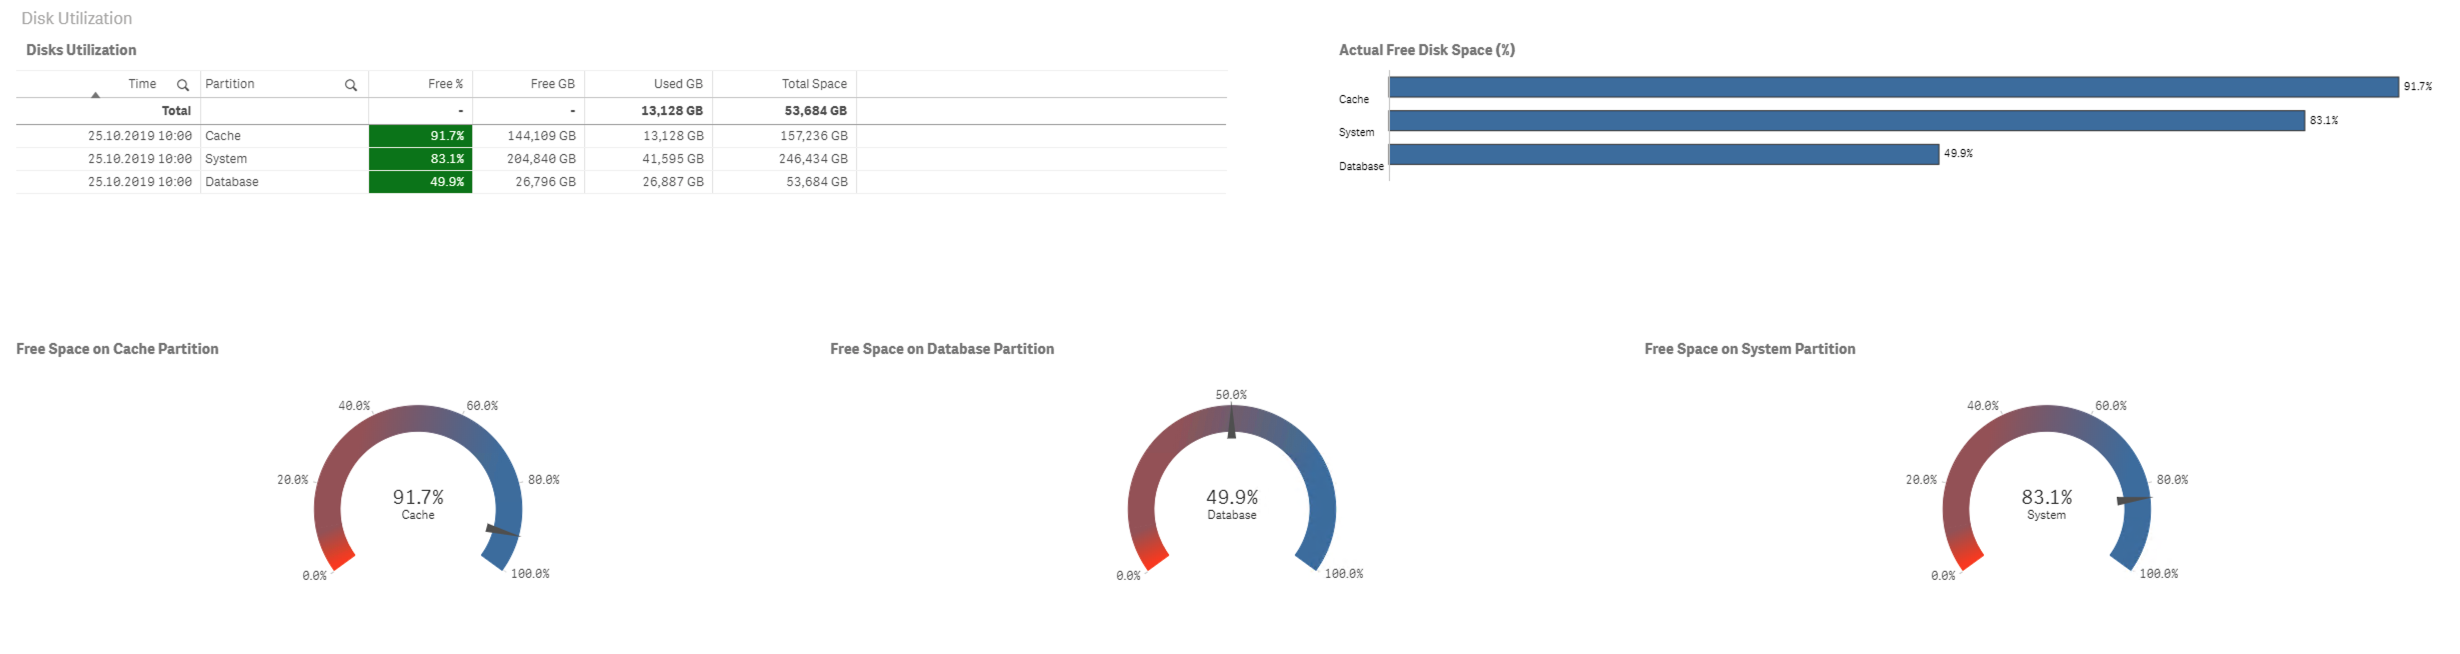 Disk Utilization
Disks Utilization
Time Partition Free % Free GB Used GB Total Space
Total - - 13,128 GB 53,684 GB
25.10.2019 10:00 Cache 91.7% 144,109 GB 13,128 GB 157,236 GB
25.10.2019 10:00 System 83.1% 204,840 GB 41,595 GB 246,434 GB
25.10.2019 10:00 Database 49.9% 26,796 GB 26,887 GB 53,684 GB
Actual Free Disk Space (%)
Cache 91.7%
System 83.1%
Database 49.9%
Free Space on Cache Partition
40.0% 60.0%
20.0% 80.0%
91.7%
Cache
0.0% 100.0%
Free Space on Database Partition
50.0%
49.9%
Database
0.0% 100.0%
Free Space on System Partition
40.0% 60.0%
20.0% 80.0%
83.1%
System
0.0% 100.0%